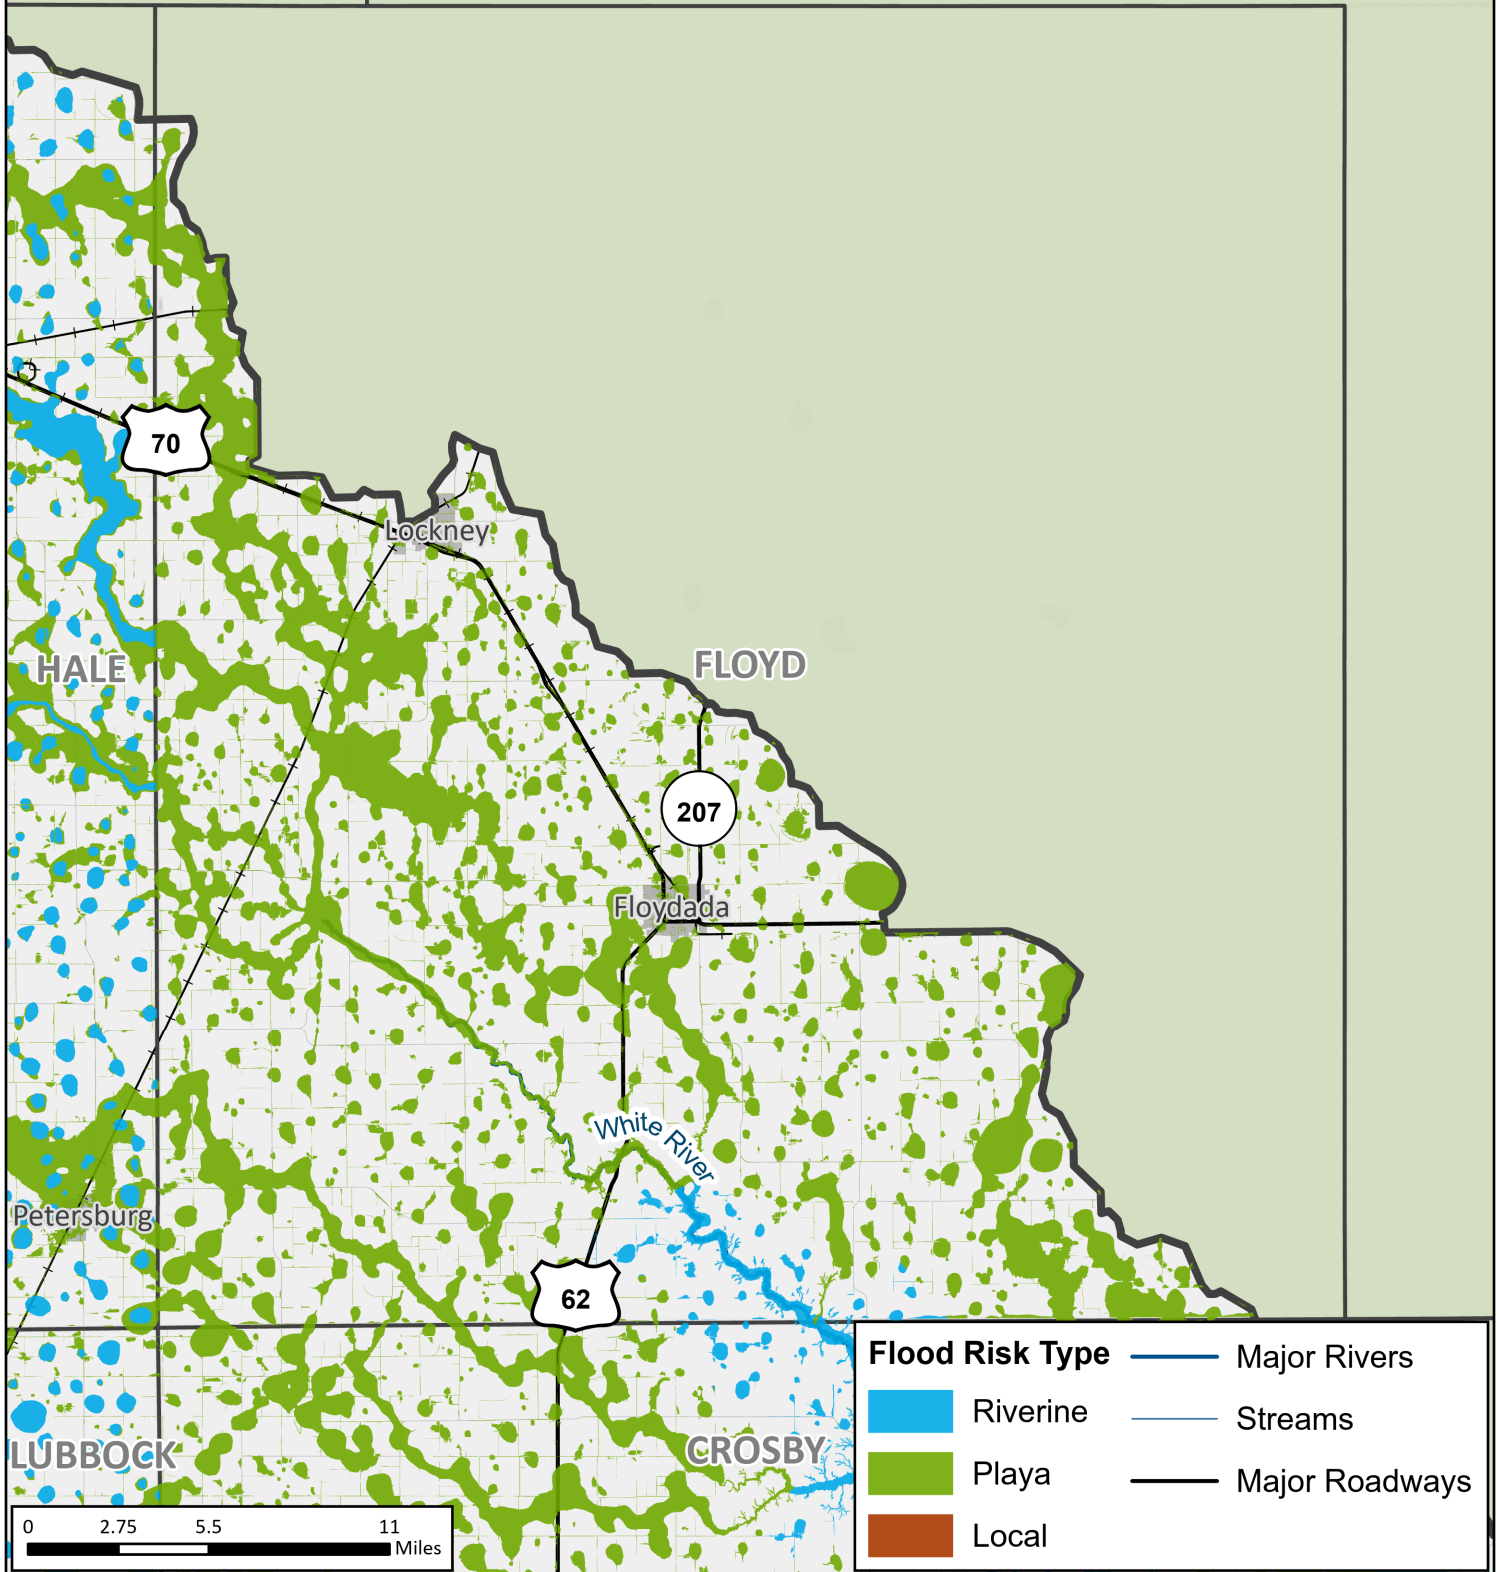 70
Lockney
HALE
FLOYD
207
Floydada
White River
Petersburg
62
LUBBOCK
CROSBY
Flood Risk Type
Riverine
Playa
Local
Major Rivers
Streams
Major Roadways
0 2.75 5.5 11
Miles